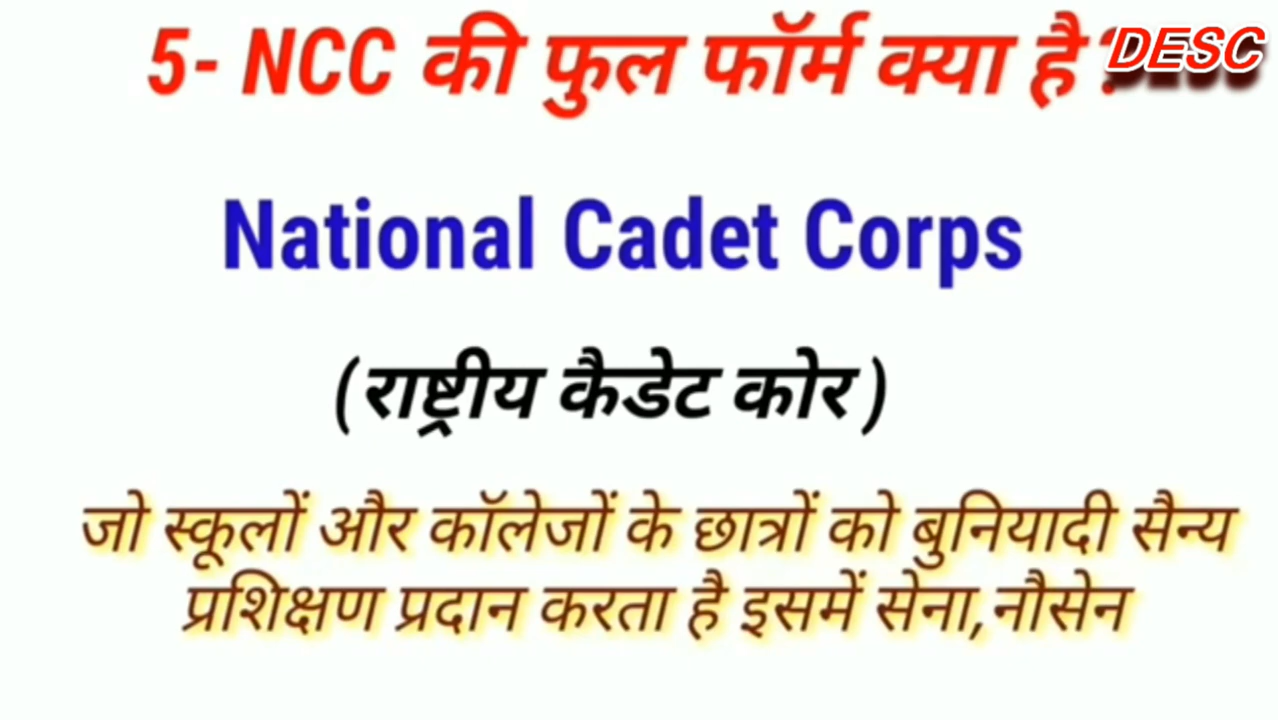 5- NCC की फुल फॉर्म क्या है ?
DESC
National Cadet Corps
(राष्ट्रीय कैडेट कोर)
जो स्कूलों और कॉलेजों के छात्रों को बुनियादी सैन्य
प्रशिक्षण प्रदान करता है इसमें सेना,नौसेन